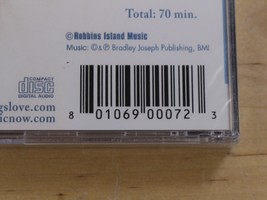 Total: 70 min.
©Robbins Island Music
Music: ©&℗ Bradley Joseph Publishing, BMI
COMPACT
disc
DIGITAL AUDIO
gslove.com
icnow.com
8 01069 00072 3